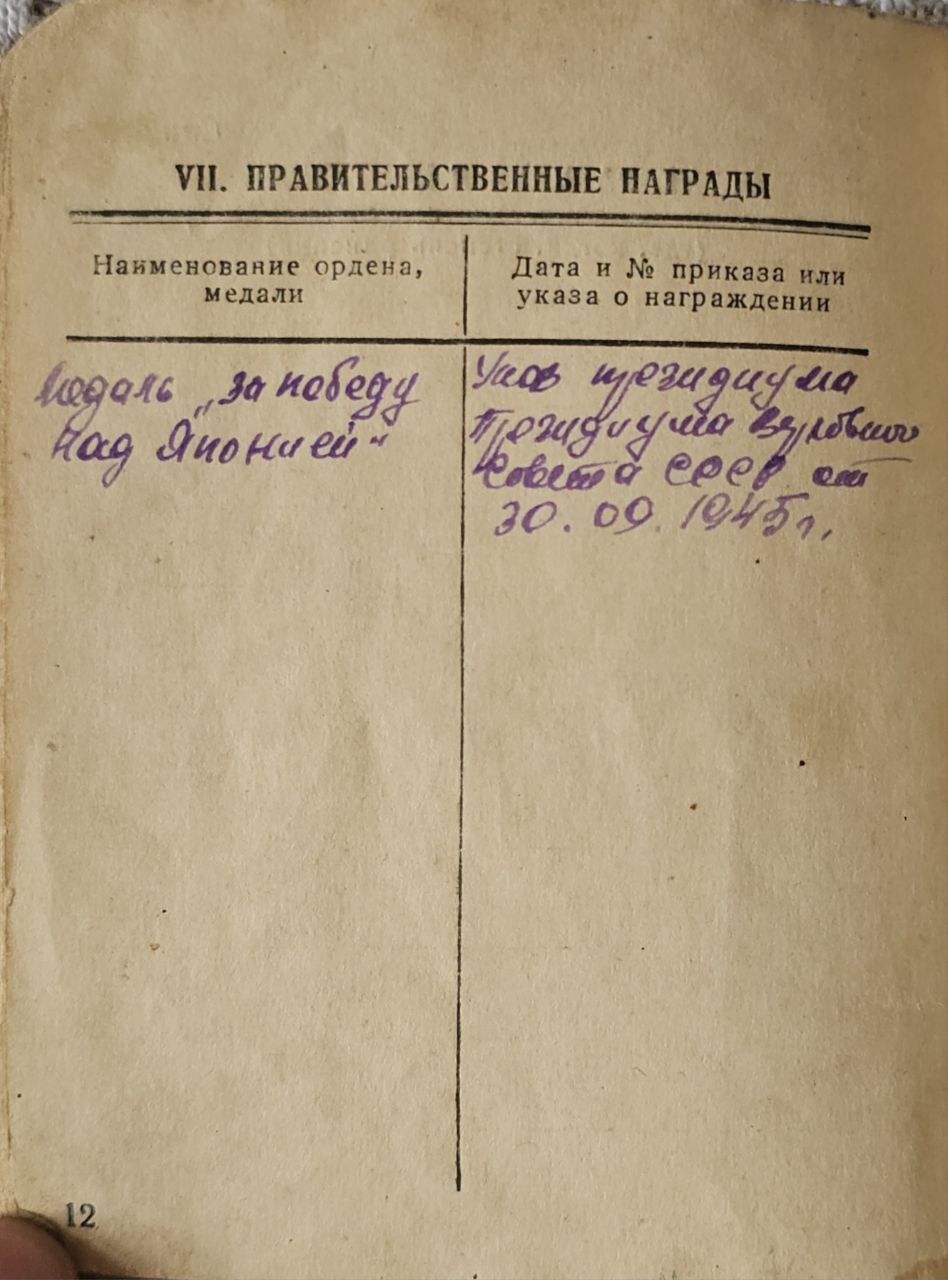 VII. ПРАВИТЕЛЬСТВЕННЫЕ НАГРАДЫ
Наименование ордена,
медали
Дата и № приказа или
указа о награждении
Медаль „за победу
над Японией“
Указ президиума
Президиума Верховного
Совета СССР от
30.09.1945г.
12